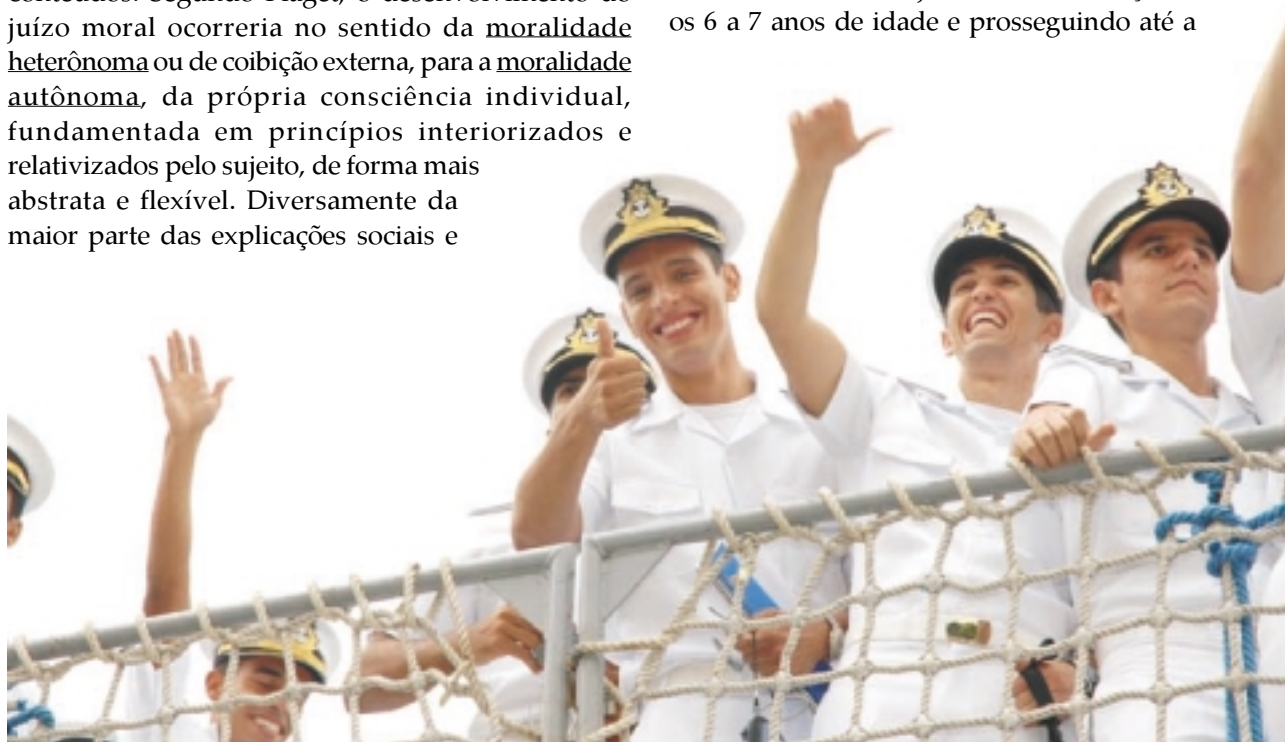 juízo moral ocorreria no sentido da moralidade
heterônoma ou de coibição externa, para a moralidade
autônoma, da própria consciência individual,
fundamentada em princípios interiorizados e
relativizados pelo sujeito, de forma mais
abstrata e flexível. Diversamente da
maior parte das explicações sociais e
os 6 a 7 anos de idade e prosseguindo até a